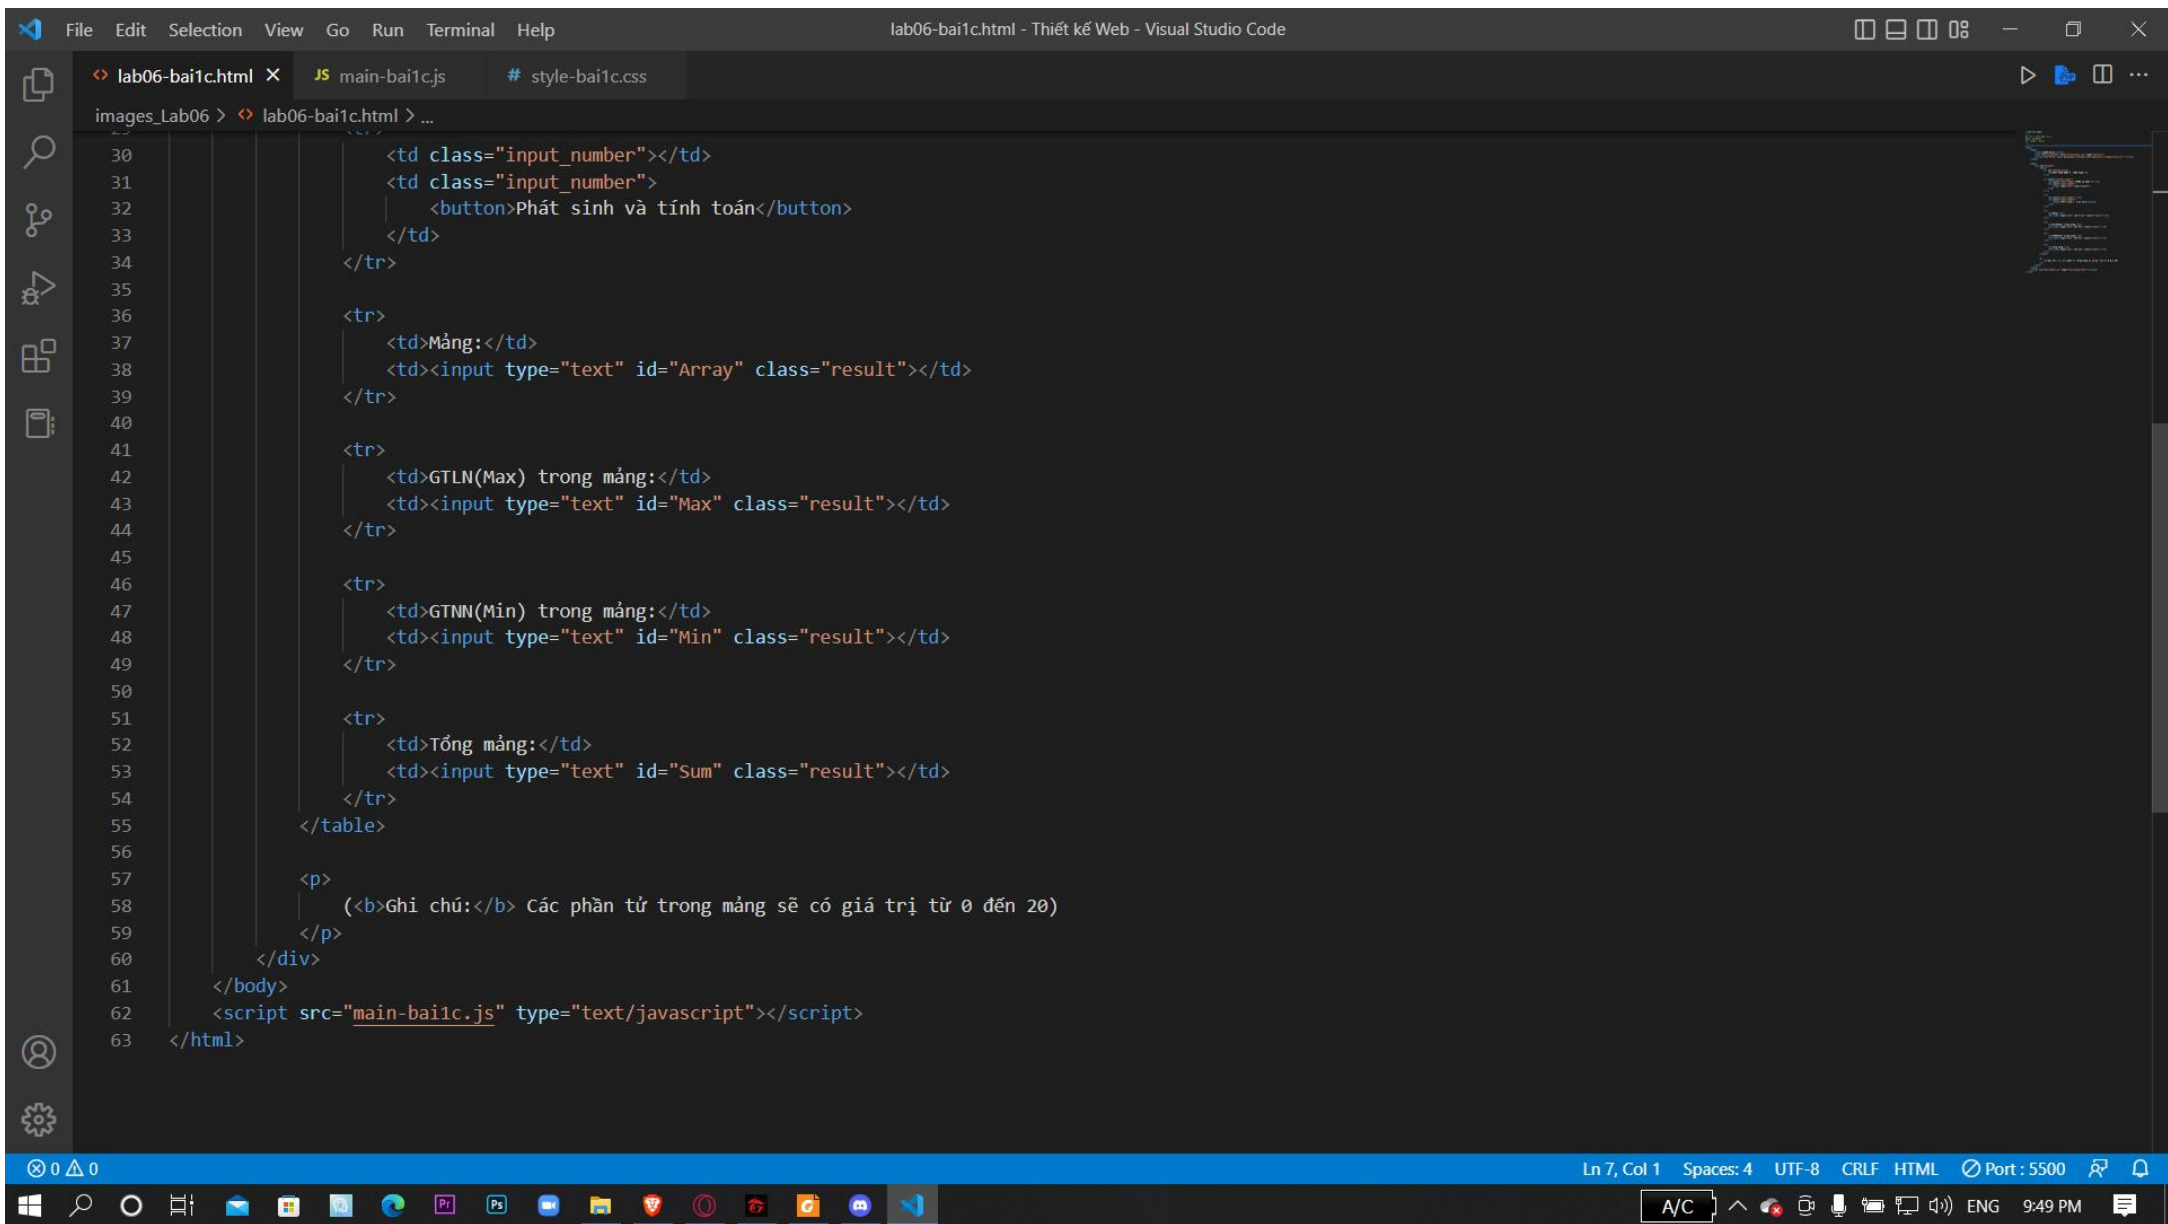 File Edit Selection View Go Run Terminal Help lab06-bai1c.html - Thiết kế Web - Visual Studio Code
lab06-bai1c.html JS main-bai1c.js # style-bai1c.css
images_Lab06 > lab06-bai1c.html > ...
30 <td class="input_number"></td>
31 <td class="input_number">
32 <button>Phát sinh và tính toán</button>
33 </td>
34 </tr>
35
36 <tr>
37 <td>Mảng:</td>
38 <td><input type="text" id="Array" class="result"></td>
39 </tr>
40
41 <tr>
42 <td>GTLN(Max) trong mảng:</td>
43 <td><input type="text" id="Max" class="result"></td>
44 </tr>
45
46 <tr>
47 <td>GTNN(Min) trong mảng:</td>
48 <td><input type="text" id="Min" class="result"></td>
49 </tr>
50
51 <tr>
52 <td>Tổng mảng:</td>
53 <td><input type="text" id="Sum" class="result"></td>
54 </tr>
55 </table>
56
57 <p>
58 (<b>Ghi chú:</b> Các phần tử trong mảng sẽ có giá trị từ 0 đến 20)
59 </p>
60 </div>
61 </body>
62 <script src="main-bai1c.js" type="text/javascript"></script>
63 </html>
0 0 Ln 7, Col 1 Spaces: 4 UTF-8 CRLF HTML Port : 5500
Pr Ps A/C ENG 9:49 PM